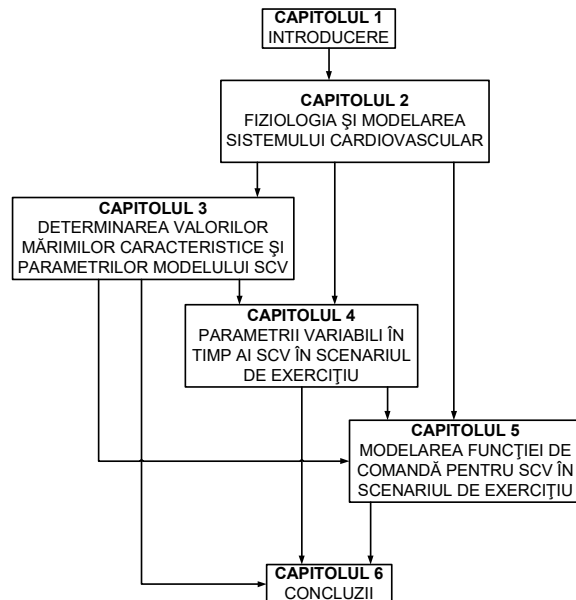 CAPITOLUL 1
INTRODUCERE
CAPITOLUL 2
FIZIOLOGIA ŞI MODELAREA
SISTEMULUI CARDIOVASCULAR
CAPITOLUL 3
DETERMINAREA VALORILOR
MĂRIMILOR CARACTERISTICE ŞI
PARAMETRILOR MODELULUI SCV
CAPITOLUL 4
PARAMETRII VARIABILI ÎN
TIMP AI SCV ÎN SCENARIUL
DE EXERCIŢIU
CAPITOLUL 5
MODELAREA FUNCŢIEI DE
COMANDĂ PENTRU SCV ÎN
SCENARIUL DE EXERCIŢIU
CAPITOLUL 6
CONCLUZII